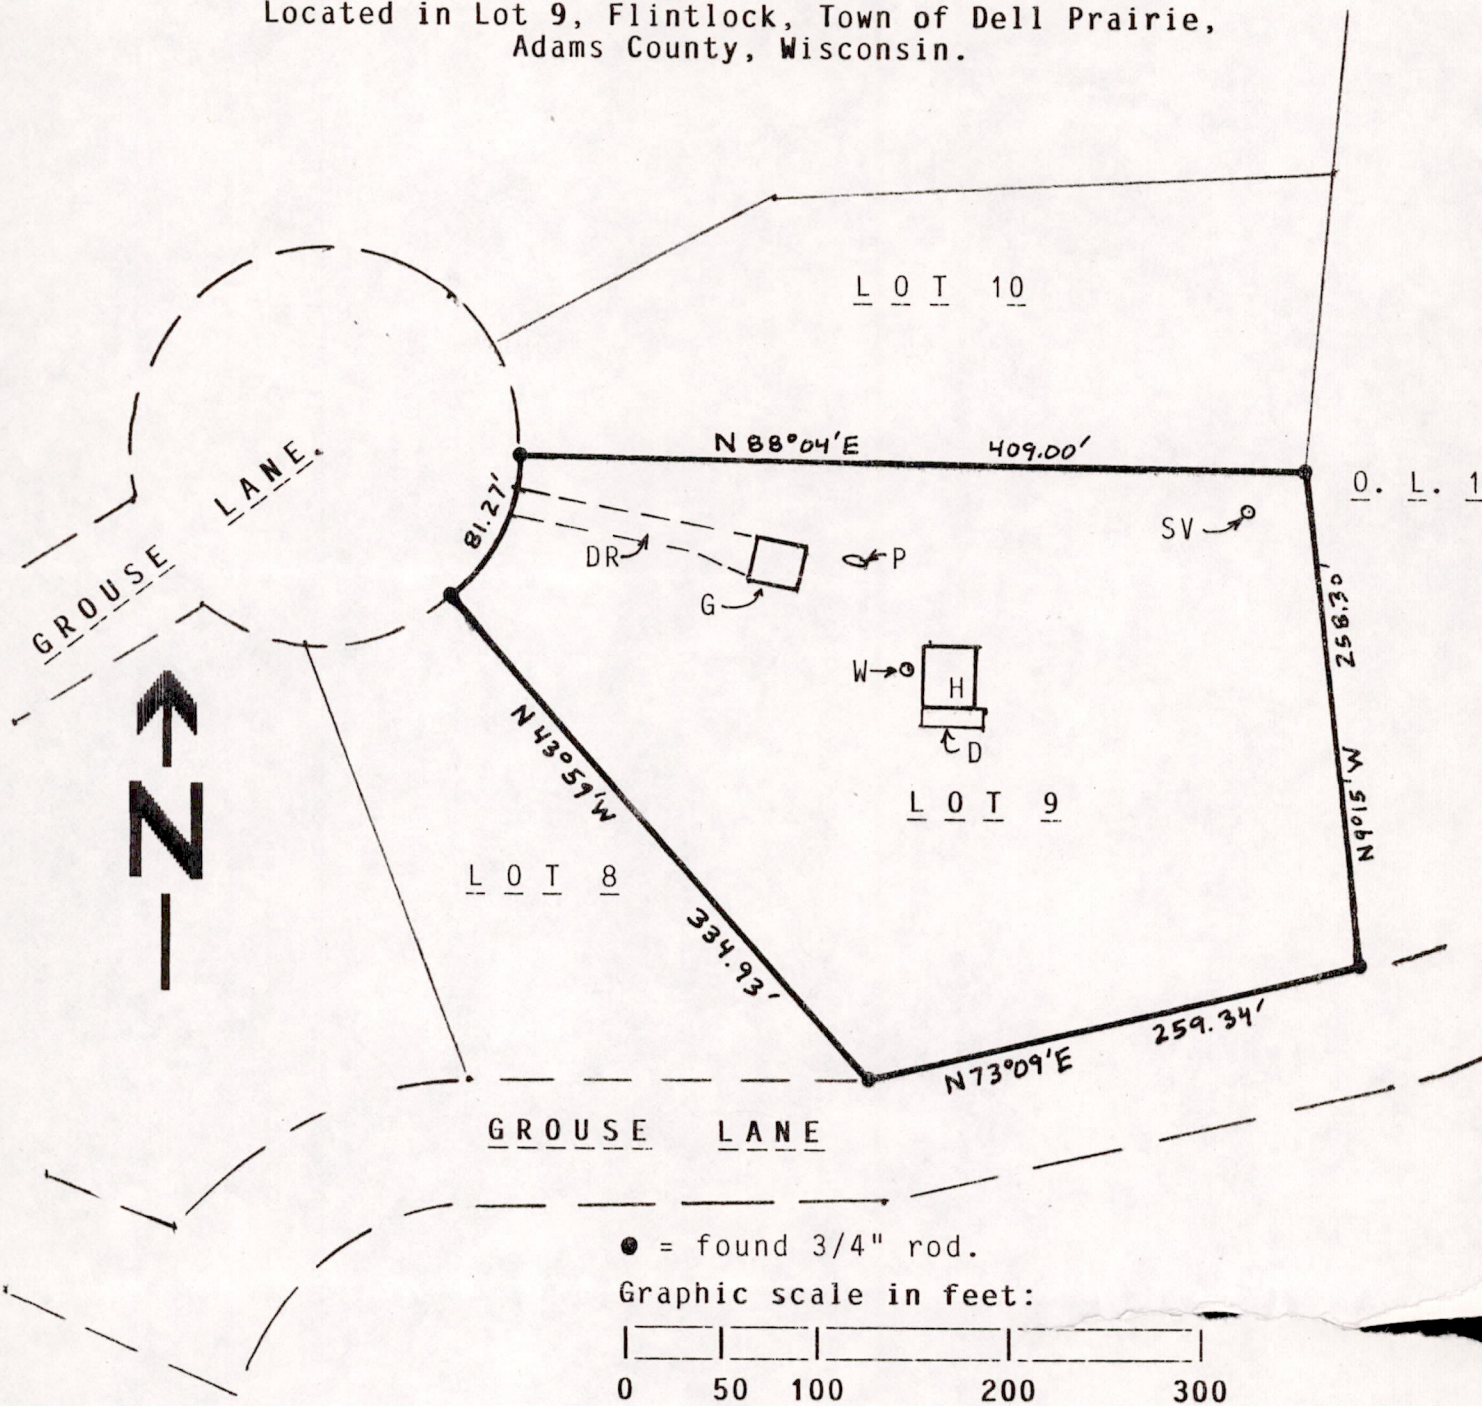 Located in Lot 9, Flintlock, Town of Dell Prairie,
Adams County, Wisconsin.
LOT 10
N 88°04'E 409.00'
O. L. 1
GROUSE LANE.
81.27'
SV
DR
P
G
258.30'
W
H
D
N
N 43°59'W
N9°15'W
LOT 9
LOT 8
334.93'
259.34'
N73°09'E
GROUSE LANE
● = found 3/4" rod.
Graphic scale in feet:
0 50 100 200 300